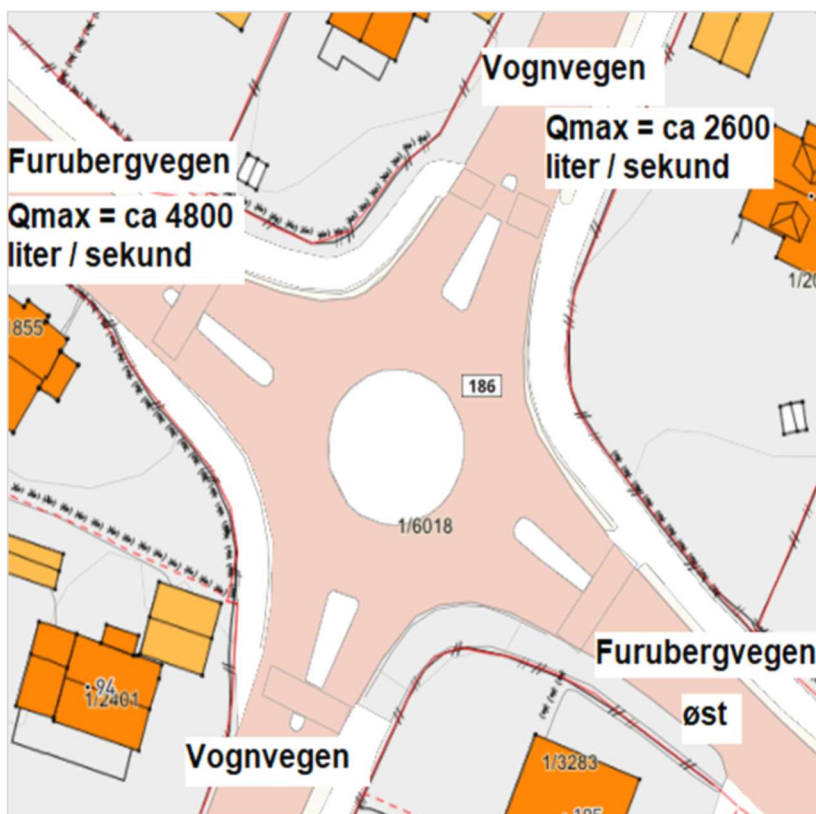 Vognvegen
Qmax = ca 2600
liter / sekund
Furubergvegen
Qmax = ca 4800
liter / sekund
1/20
855
186
1/6018
Furubergvegen
øst
94
1/2401
Vognvegen
1/3283